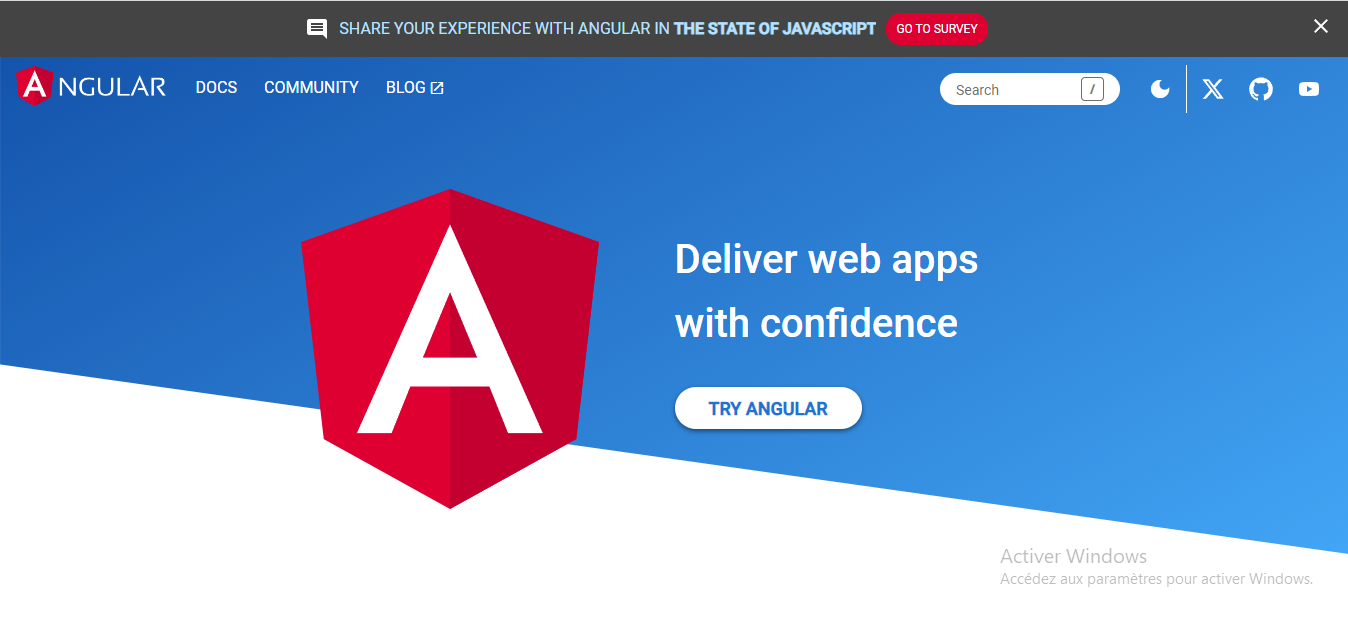 SHARE YOUR EXPERIENCE WITH ANGULAR IN THE STATE OF JAVASCRIPT GO TO SURVEY
ANGULAR DOCS COMMUNITY BLOG Search /
Deliver web apps
with confidence
TRY ANGULAR
Activer Windows
Accédez aux paramètres pour activer Windows.